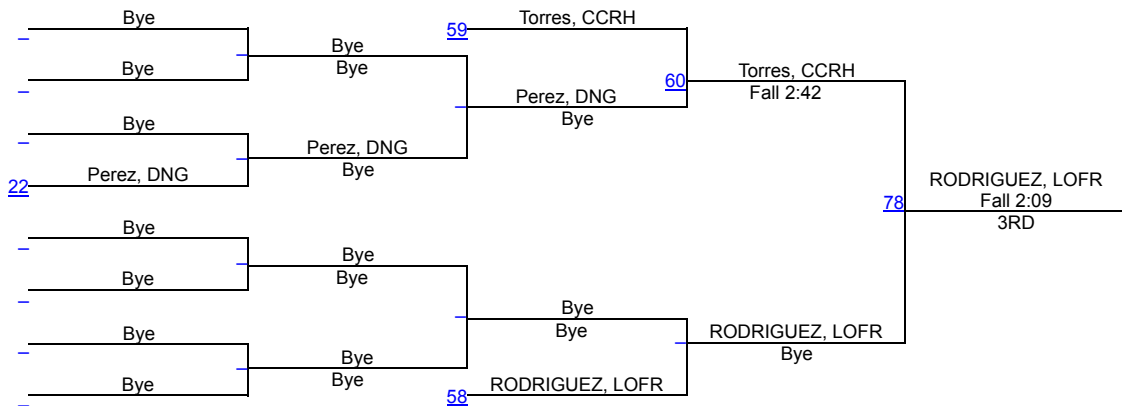 Bye
Torres, CCRH
59
Bye
Bye
Bye
60
Torres, CCRH
Fall 2:42
Perez, DNG
Bye
Bye
Perez, DNG
Bye
Perez, DNG
22
RODRIGUEZ, LOFR
Fall 2:09
3RD
78
Bye
Bye
Bye
Bye
Bye
Bye
Bye
RODRIGUEZ, LOFR
Bye
Bye
Bye
Bye
RODRIGUEZ, LOFR
58